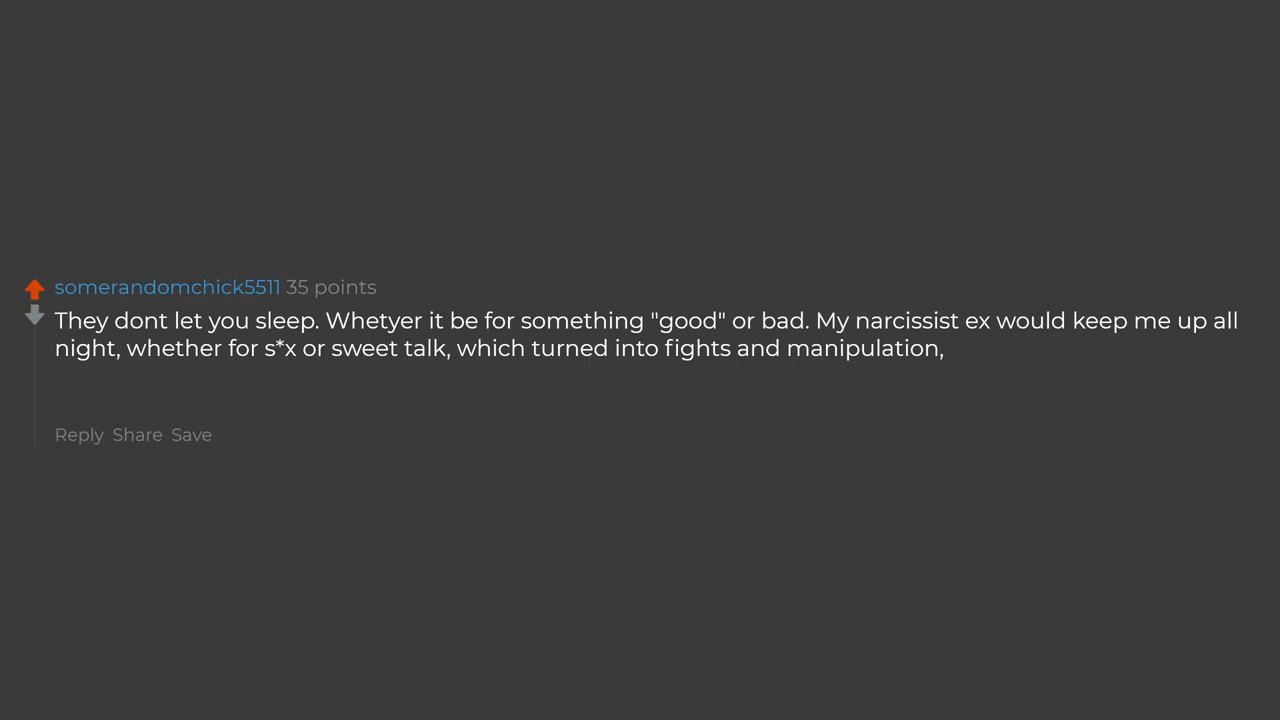 somerandomchick5511 35 points
They dont let you sleep. Whetyer it be for something "good" or bad. My narcissist ex would keep me up all
night, whether for s*x or sweet talk, which turned into fights and manipulation,
Reply Share Save